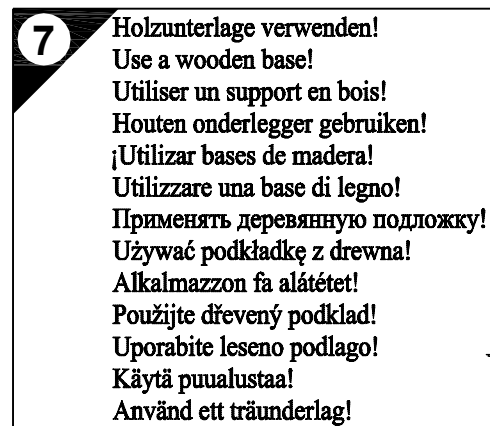 7
Holzunterlage verwenden!
Use a wooden base!
Utiliser un support en bois!
Houten onderlegger gebruiken!
¡Utilizar bases de madera!
Utilizzare una base di legno!
Применять деревянную подложку!
Używać podkładkę z drewna!
Alkalmazzon fa alátétet!
Použijte dřevený podklad!
Uporabite leseno podlago!
Käytä puualustaa!
Använd ett träunderlag!